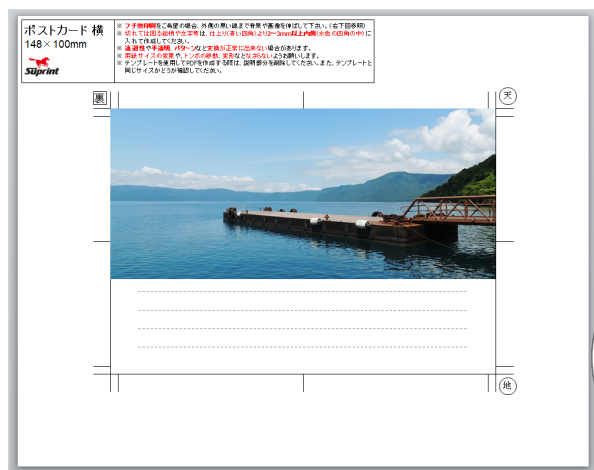 ポストカード 横
148×100mm
Suprint
※ フチ無印刷をご希望の場合、外側の黒い線まで背景や画像を伸ばして下さい。(右下図参照)
※ 切れては困る絵柄や文字等は、仕上り(青い四角)より2〜3mm以上内側(水色の四角の中)に
入れて作成してください。
※ 透過性や半透明、パターンなど変換が正常に出来ない場合があります。
※ 用紙サイズの変更や、トンボの移動、変形などなさらないようお願いします。
※ テンプレートを使用してPDFを作成する際は、説明部分を削除してください。また、テンプレートと
同じサイズかどうか確認してください。
裏
天
地